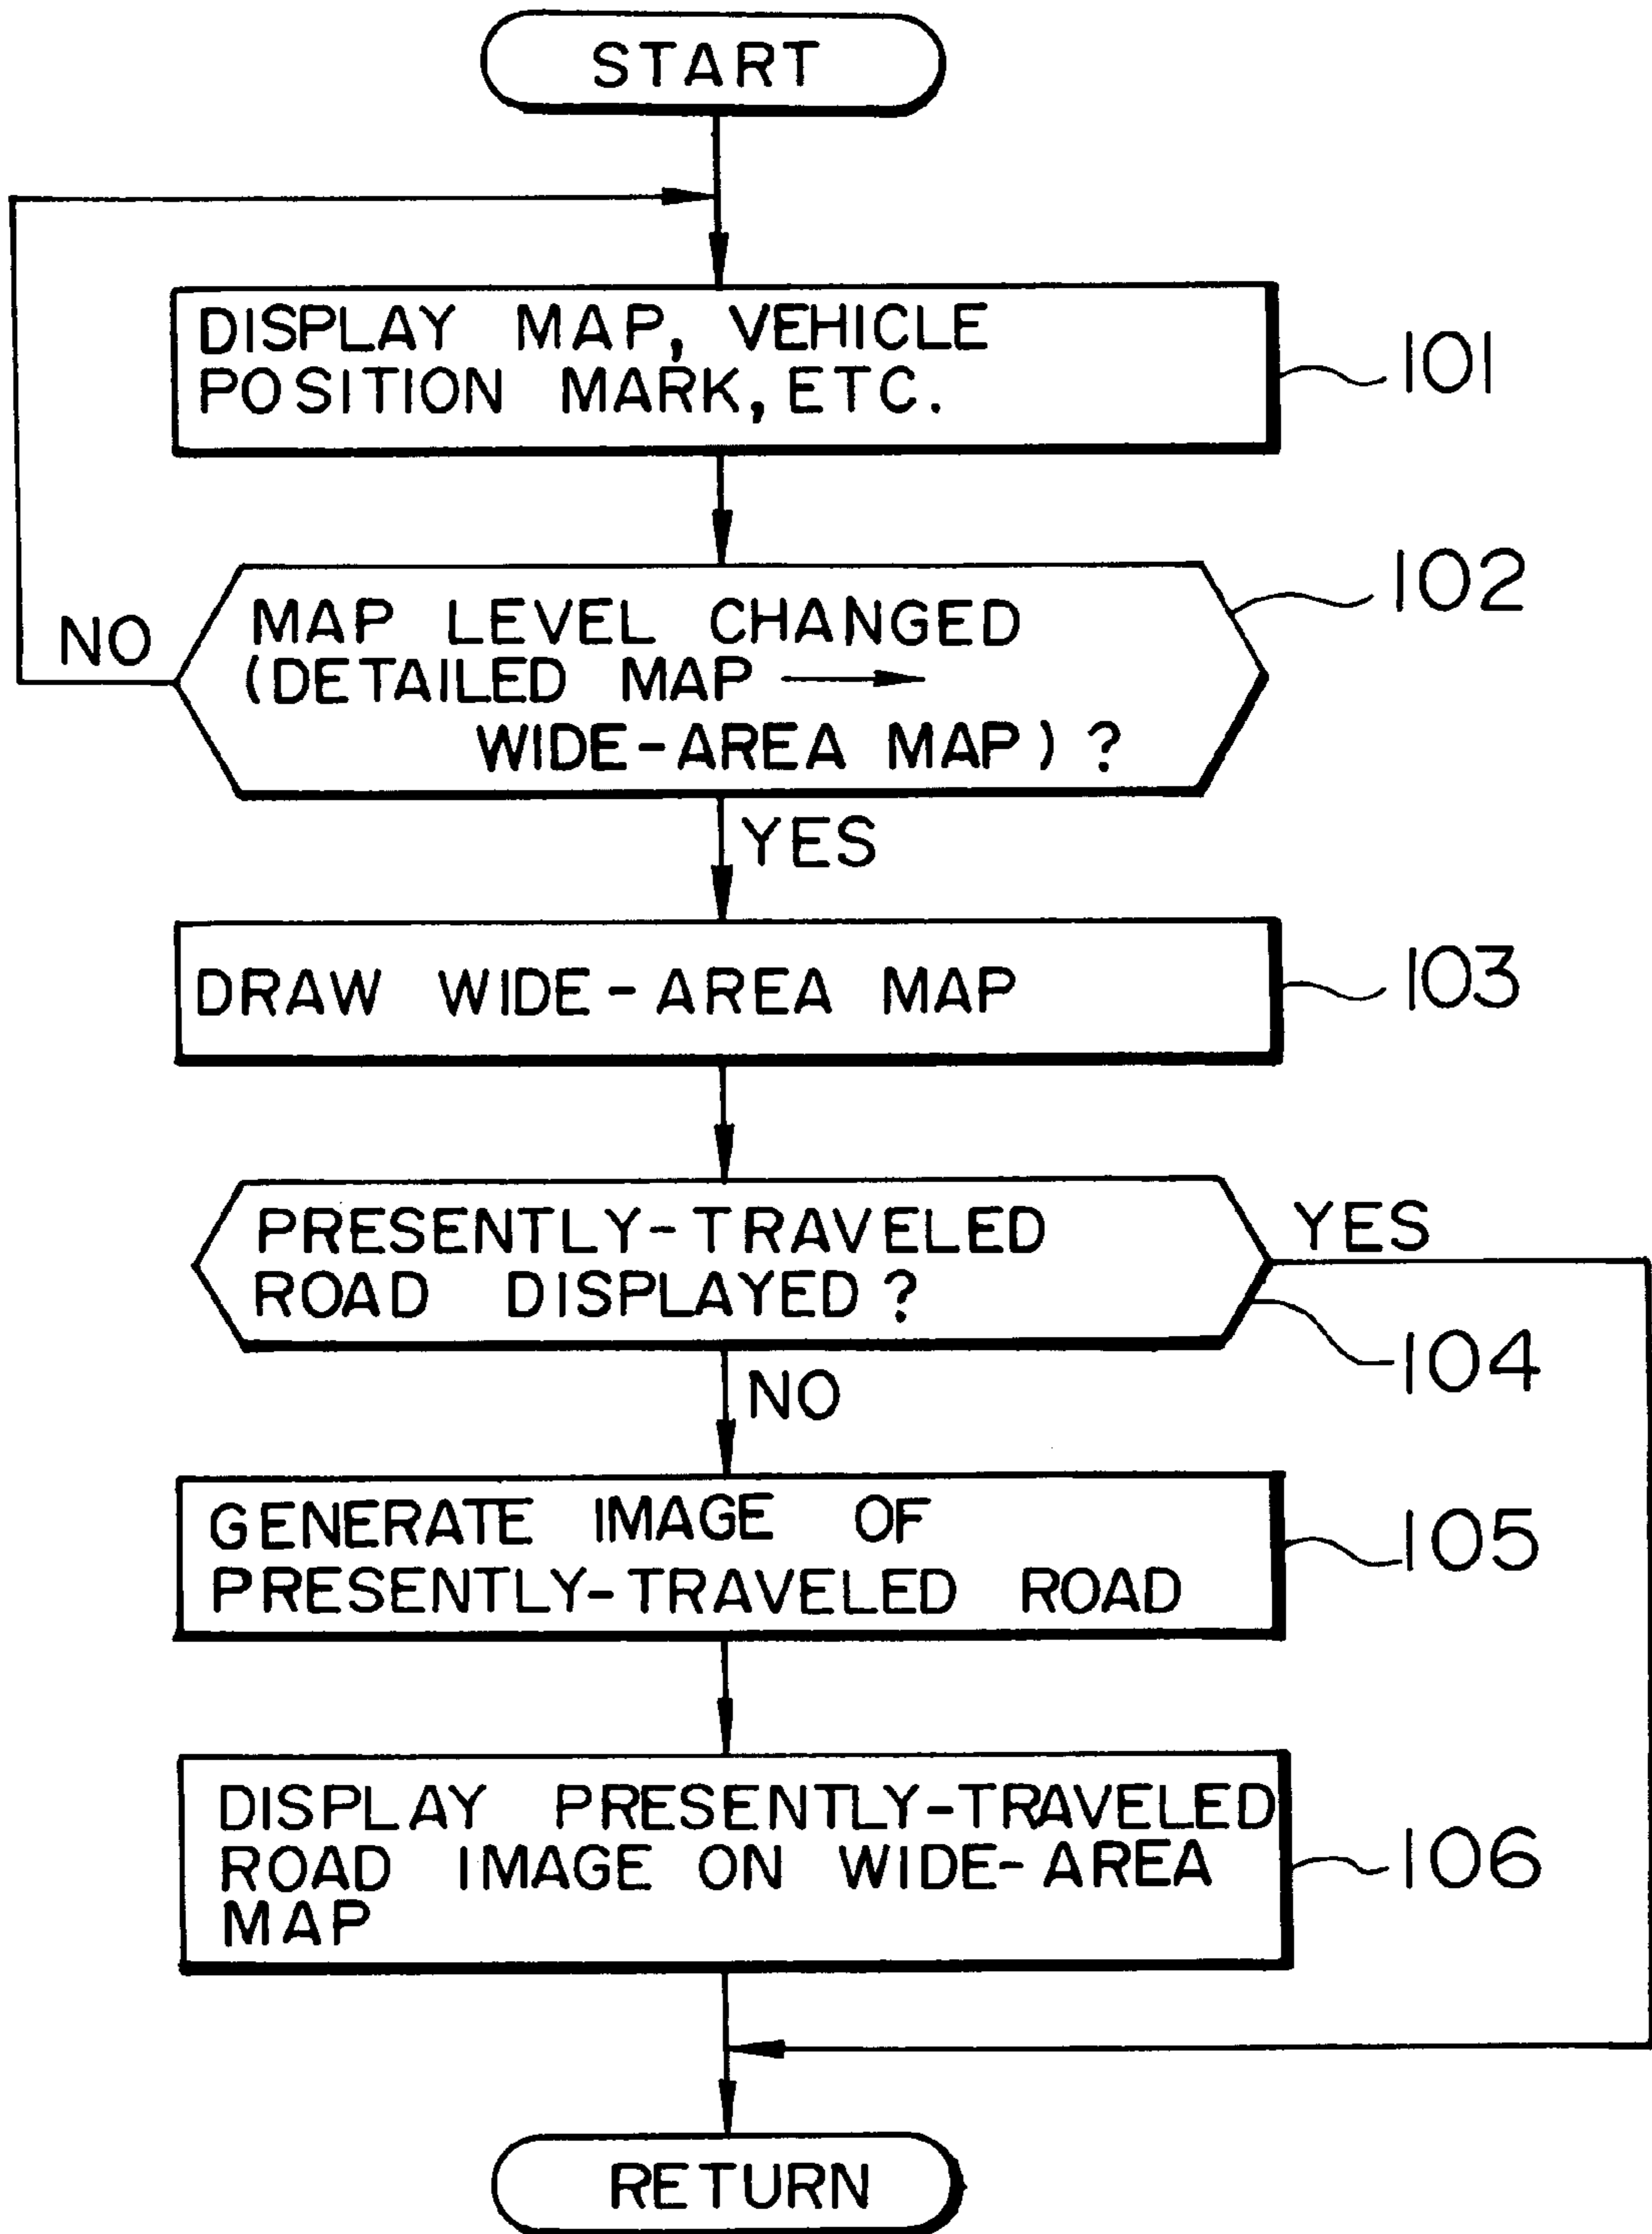 START
DISPLAY MAP, VEHICLE
POSITION MARK, ETC.
101
MAP LEVEL CHANGED
(DETAILED MAP →
WIDE-AREA MAP) ?
102
NO
YES
DRAW WIDE-AREA MAP
103
PRESENTLY-TRAVELED
ROAD DISPLAYED ?
YES
104
NO
GENERATE IMAGE OF
PRESENTLY-TRAVELED ROAD
105
DISPLAY PRESENTLY-TRAVELED
ROAD IMAGE ON WIDE-AREA
MAP
106
RETURN